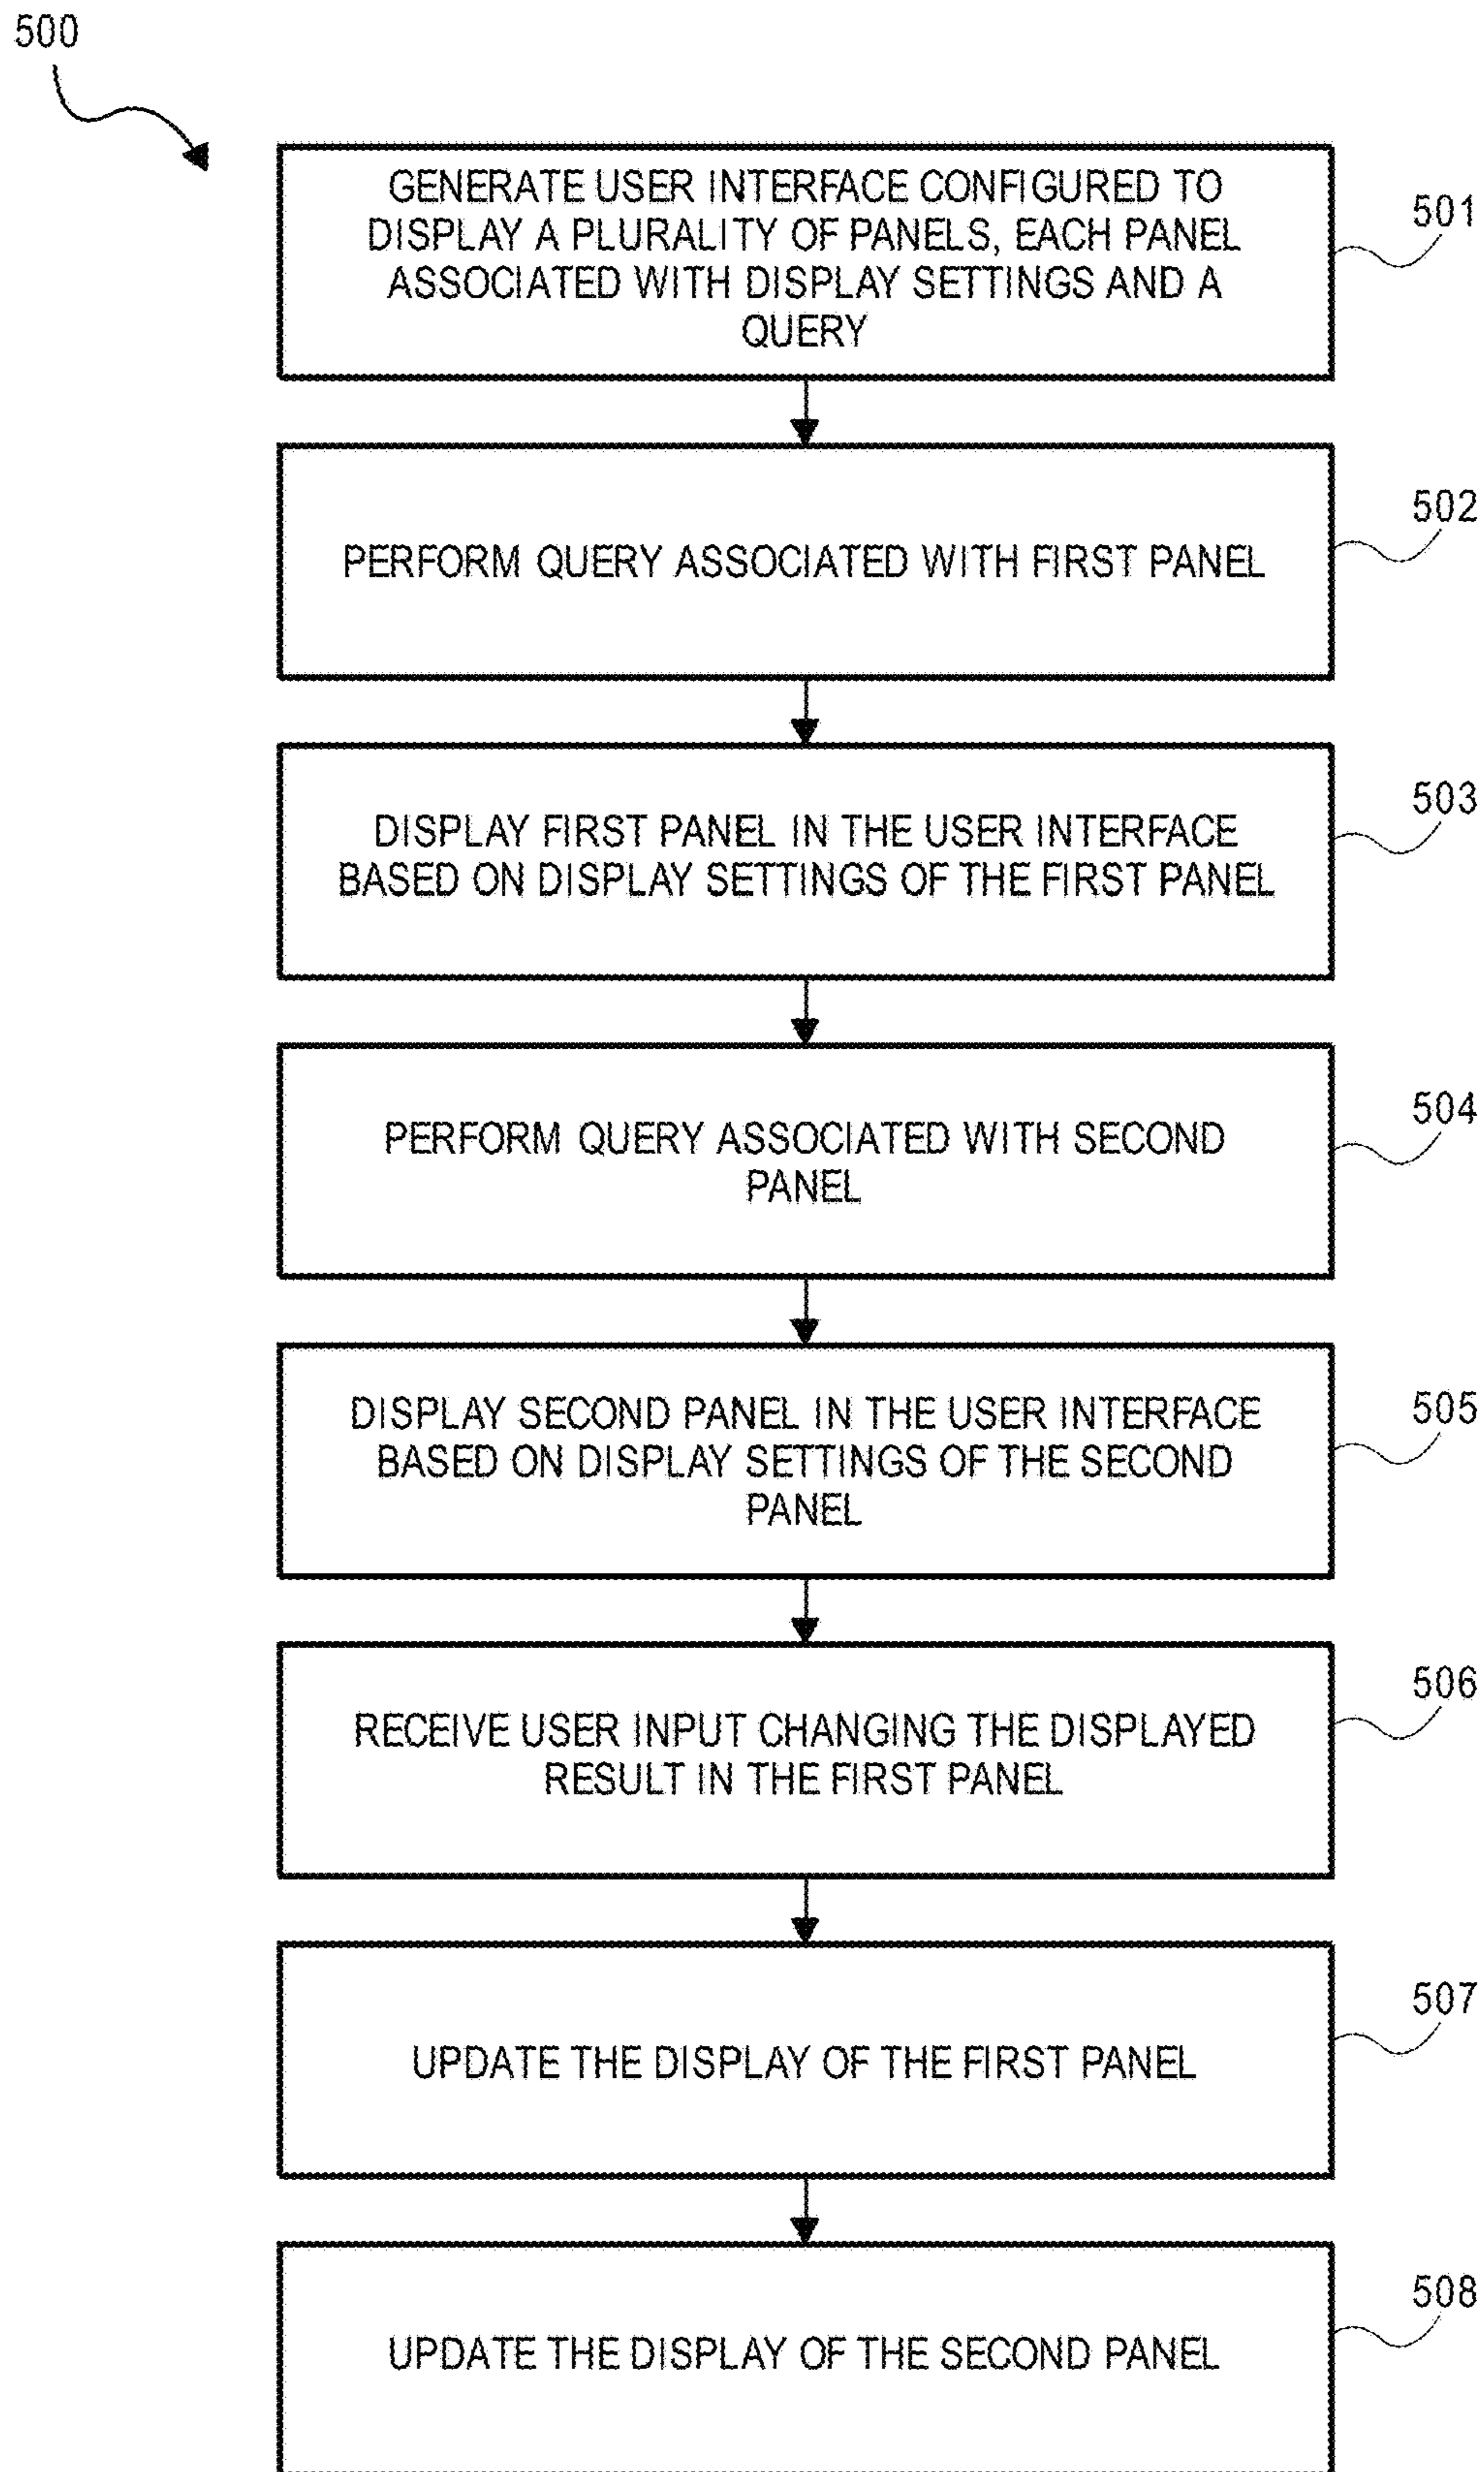 500
GENERATE USER INTERFACE CONFIGURED TO
DISPLAY A PLURALITY OF PANELS, EACH PANEL
ASSOCIATED WITH DISPLAY SETTINGS AND A
QUERY
501
PERFORM QUERY ASSOCIATED WITH FIRST PANEL
502
DISPLAY FIRST PANEL IN THE USER INTERFACE
BASED ON DISPLAY SETTINGS OF THE FIRST PANEL
503
PERFORM QUERY ASSOCIATED WITH SECOND
PANEL
504
DISPLAY SECOND PANEL IN THE USER INTERFACE
BASED ON DISPLAY SETTINGS OF THE SECOND
PANEL
505
RECEIVE USER INPUT CHANGING THE DISPLAYED
RESULT IN THE FIRST PANEL
506
UPDATE THE DISPLAY OF THE FIRST PANEL
507
UPDATE THE DISPLAY OF THE SECOND PANEL
508